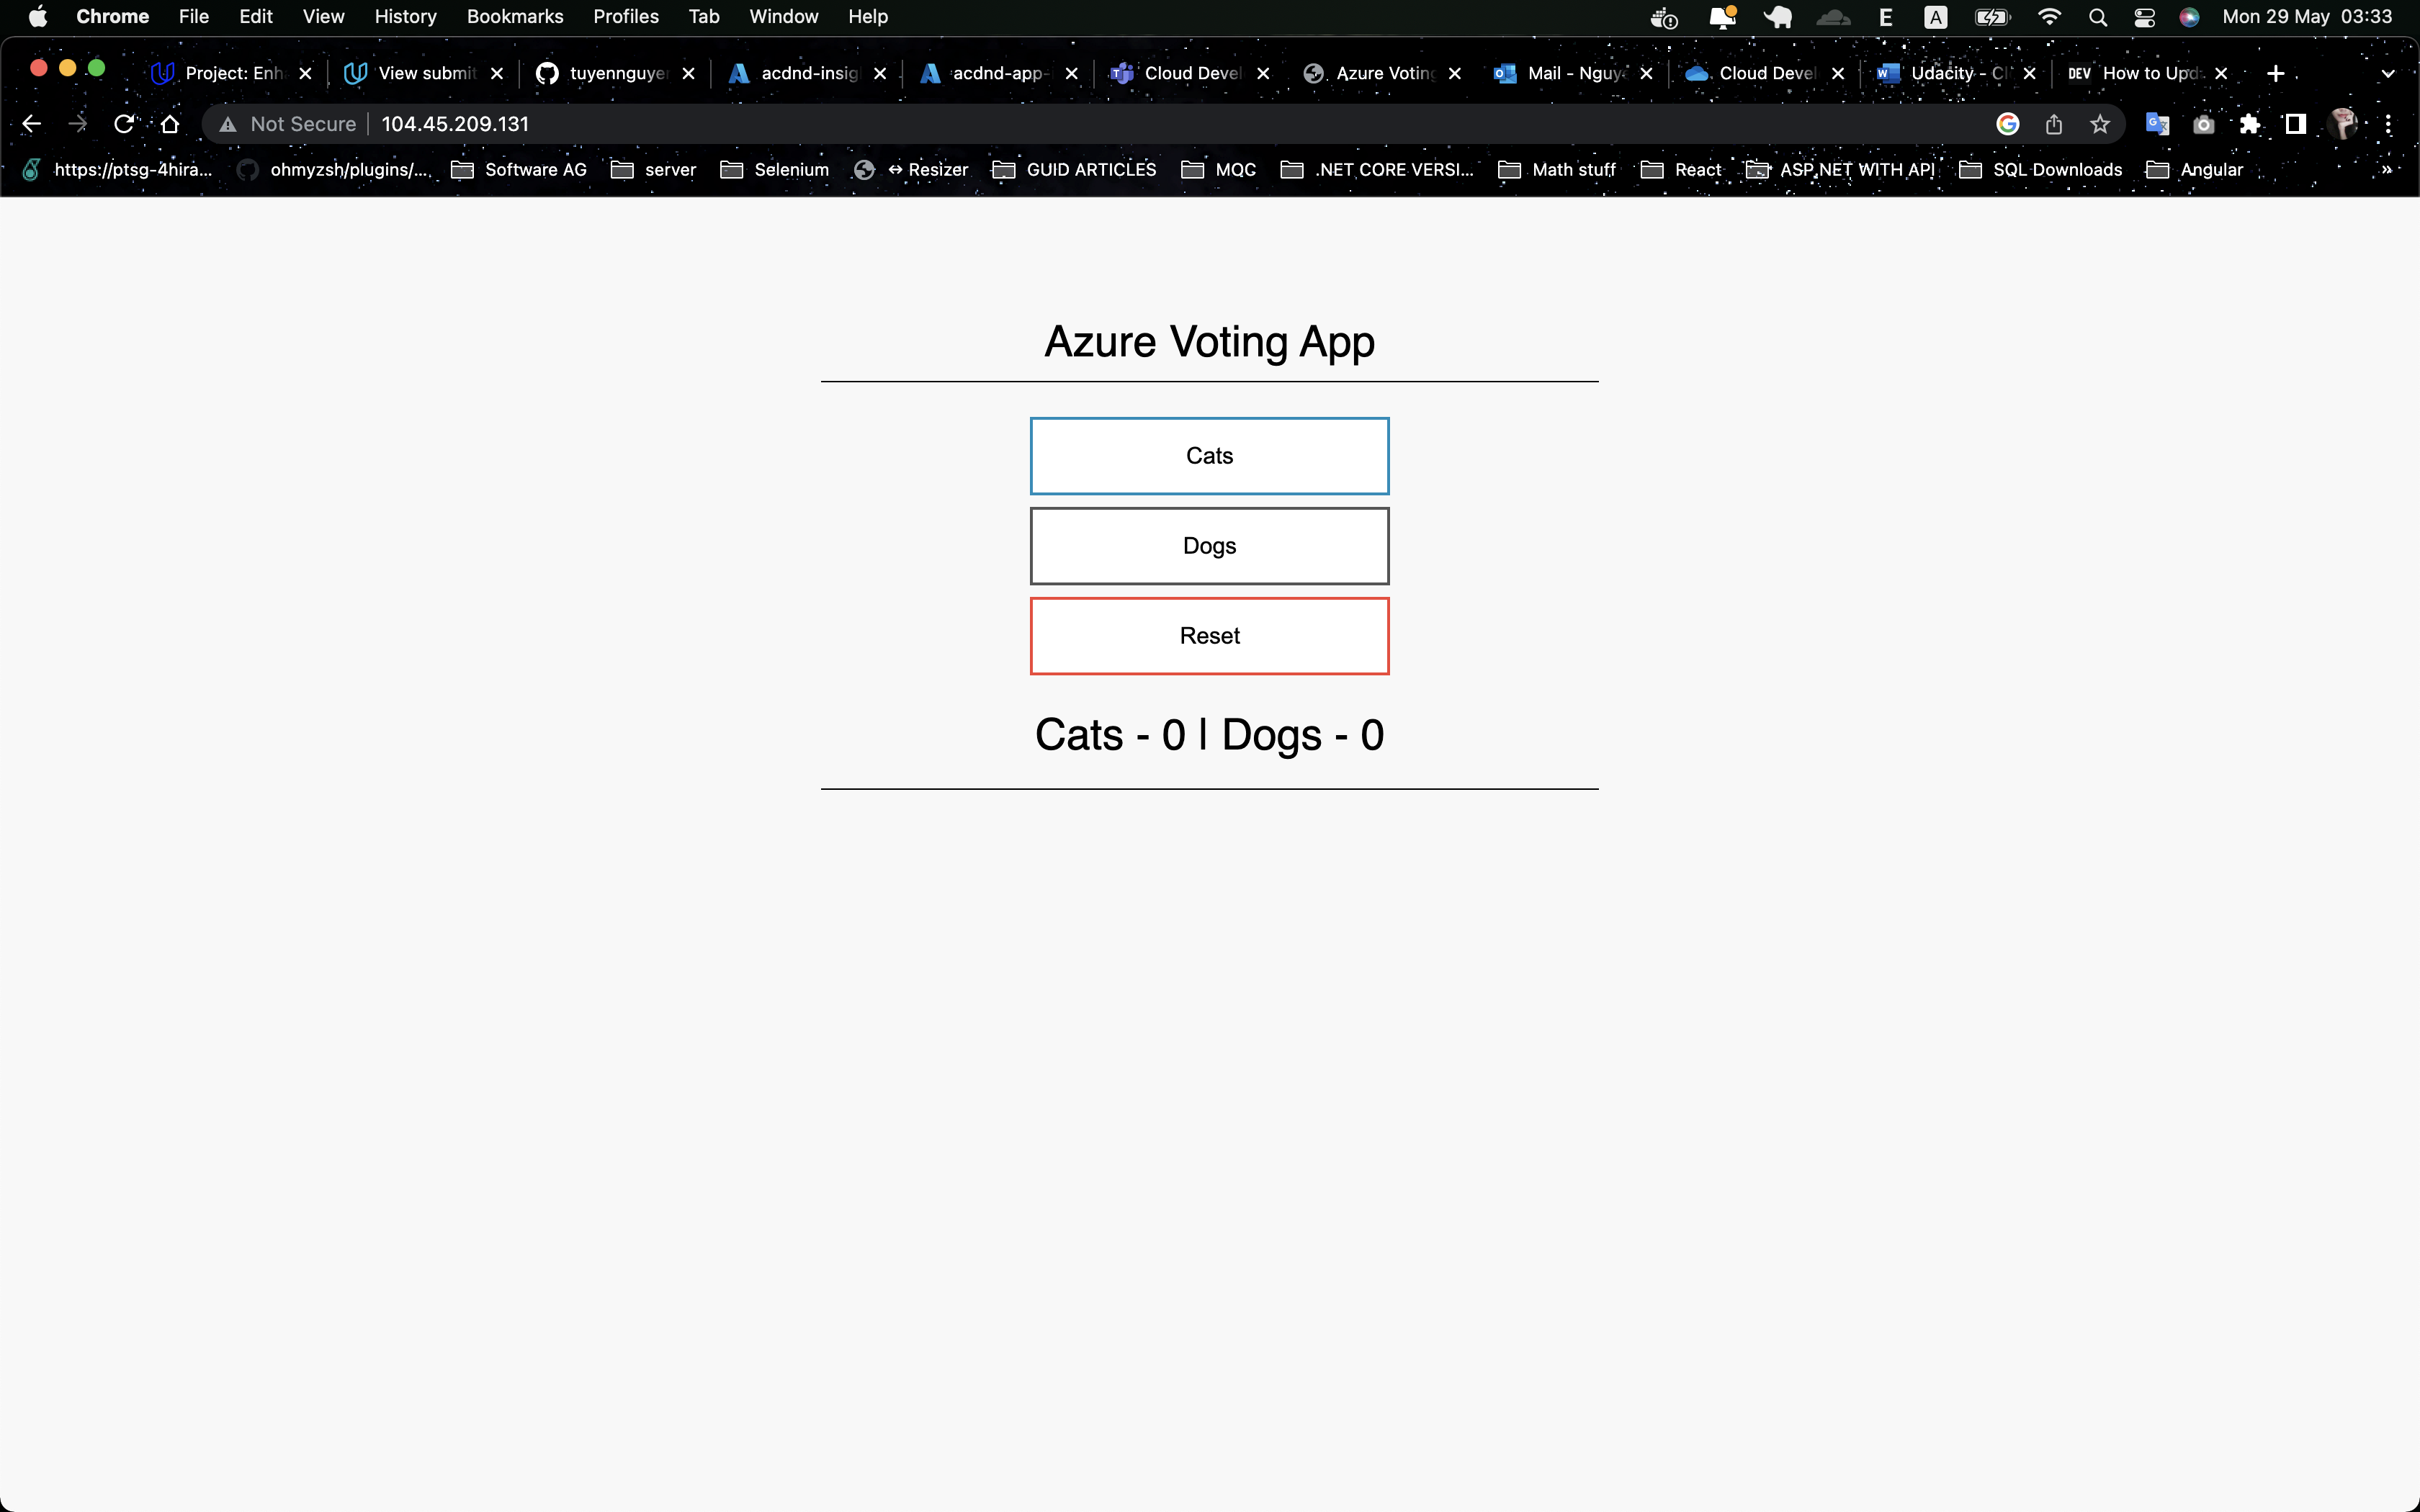 Chrome File Edit View History Bookmarks Profiles Tab Window Help E A Mon 29 May 03:33
Project: Enh View submit tuyennguye acdnd-insig acdnd-app- Cloud Devel Azure Voting Mail - Nguy Cloud Devel Udacity - Cl DEV How to Upd
Not Secure 104.45.209.131
https://ptsg-4hira... ohmyzsh/plugins/... Software AG server Selenium ↔ Resizer GUID ARTICLES MQC .NET CORE VERSI... Math stuff React ASP.NET WITH API SQL Downloads Angular »
Azure Voting App
Cats
Dogs
Reset
Cats - 0 | Dogs - 0